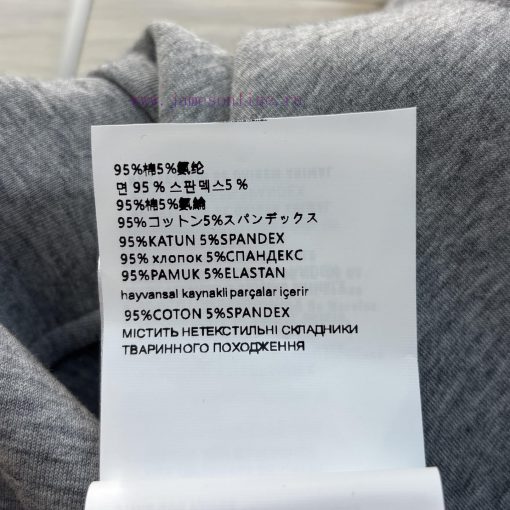 95%棉5%氨纶
면 95 % 스판덱스5 %
95%棉5%氨綸
95%コットン5%スパンデックス
95%KATUN 5%SPANDEX
95% хлопок 5%СПАНДЕКС
95%PAMUK 5%ELASTAN
hayvansal kaynakli parçalar içerir
95%COTON 5%SPANDEX
МІСТИТЬ НЕТЕКСТИЛЬНІ СКЛАДНИКИ
ТВАРИННОГО ПОХОДЖЕННЯ